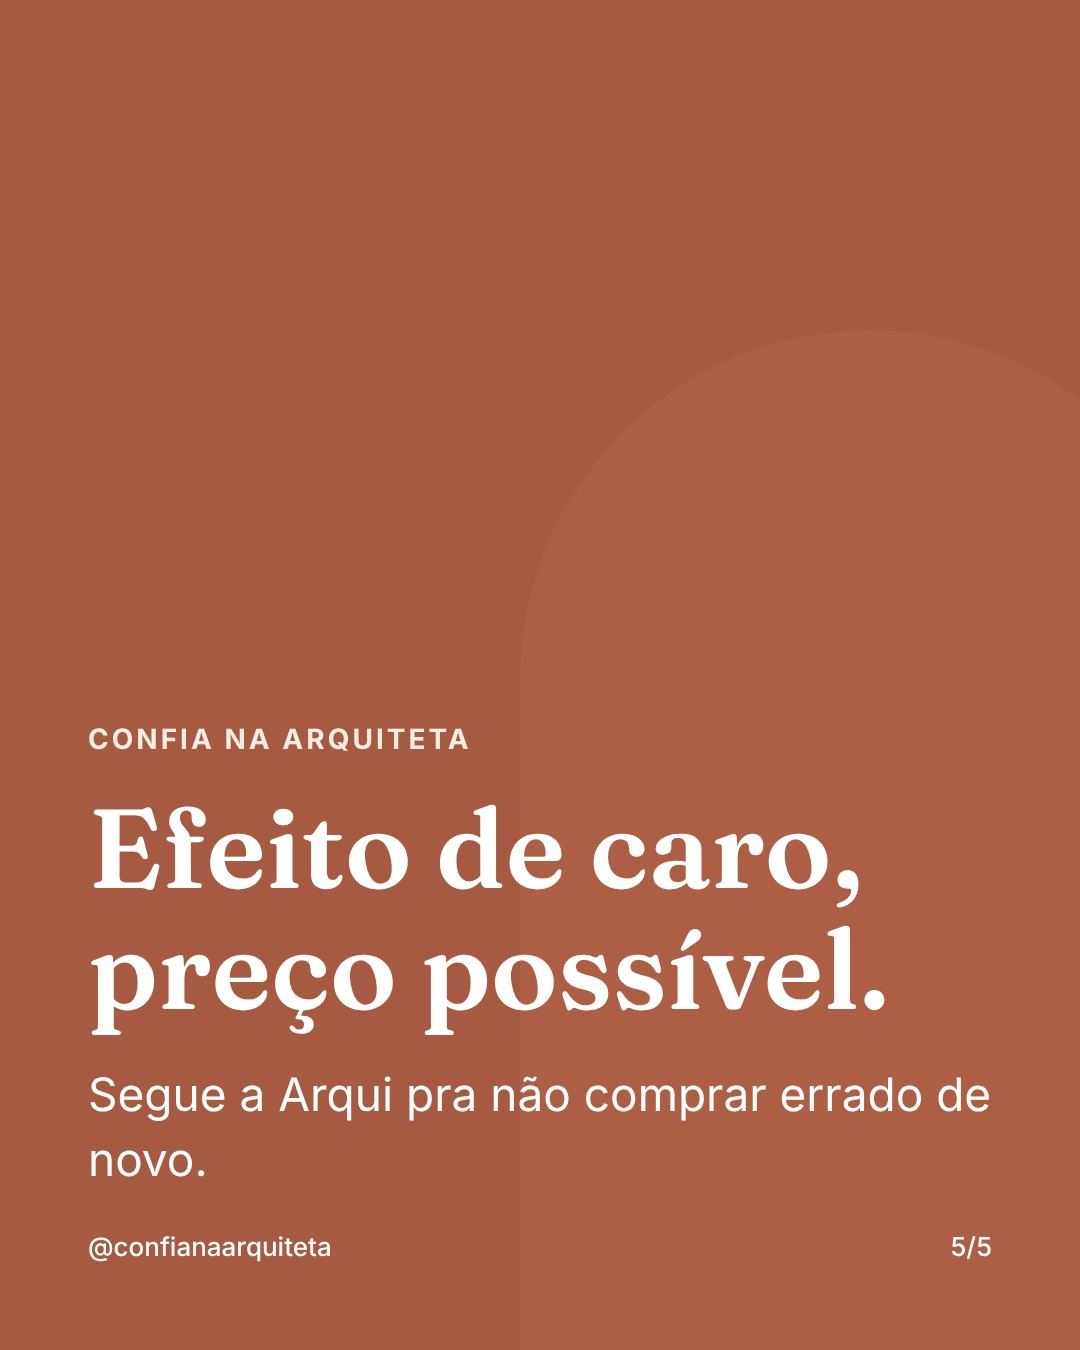 CONFIA NA ARQUITETA
Efeito de caro,
preço possível.
Segue a Arqui pra não comprar errado de
novo.
@confianaarquiteta
5/5